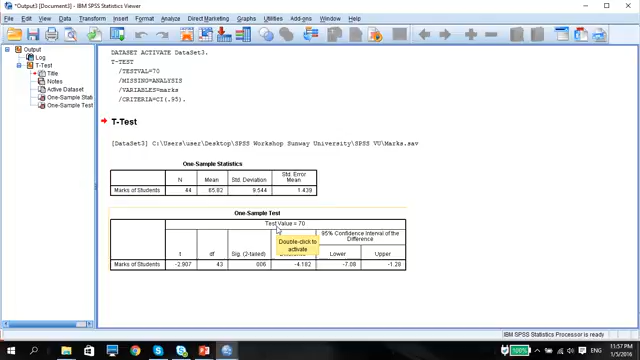 *Output3 [Document3] - IBM SPSS Statistics Viewer
File Edit View Data Transform Insert Format Analyze Direct Marketing Graphs Utilities Add-ons Window Help
Output
Log
T-Test
Title
Notes
Active Dataset
One-Sample Stati
One-Sample Test
DATASET ACTIVATE DataSet3.
T-TEST
/TESTVAL=70
/MISSING=ANALYSIS
/VARIABLES=marks
/CRITERIA=CI(.95).
T-Test
[DataSet3] C:\Users\user\Desktop\SPSS Workshop Sunway University\SPSS VU\Marks.sav
One-Sample Statistics
N Mean Std. Deviation Std. Error Mean
Marks of Students 44 65.82 9.544 1.439
One-Sample Test
Test Value = 70
95% Confidence Interval of the Difference
t df Sig. (2-tailed) Lower Upper
Double-click to
activate
Marks of Students -2.907 43 .006 -4.182 -7.08 -1.28
IBM SPSS Statistics Processor is ready
100%
ENG
11:57 PM
1/5/2016